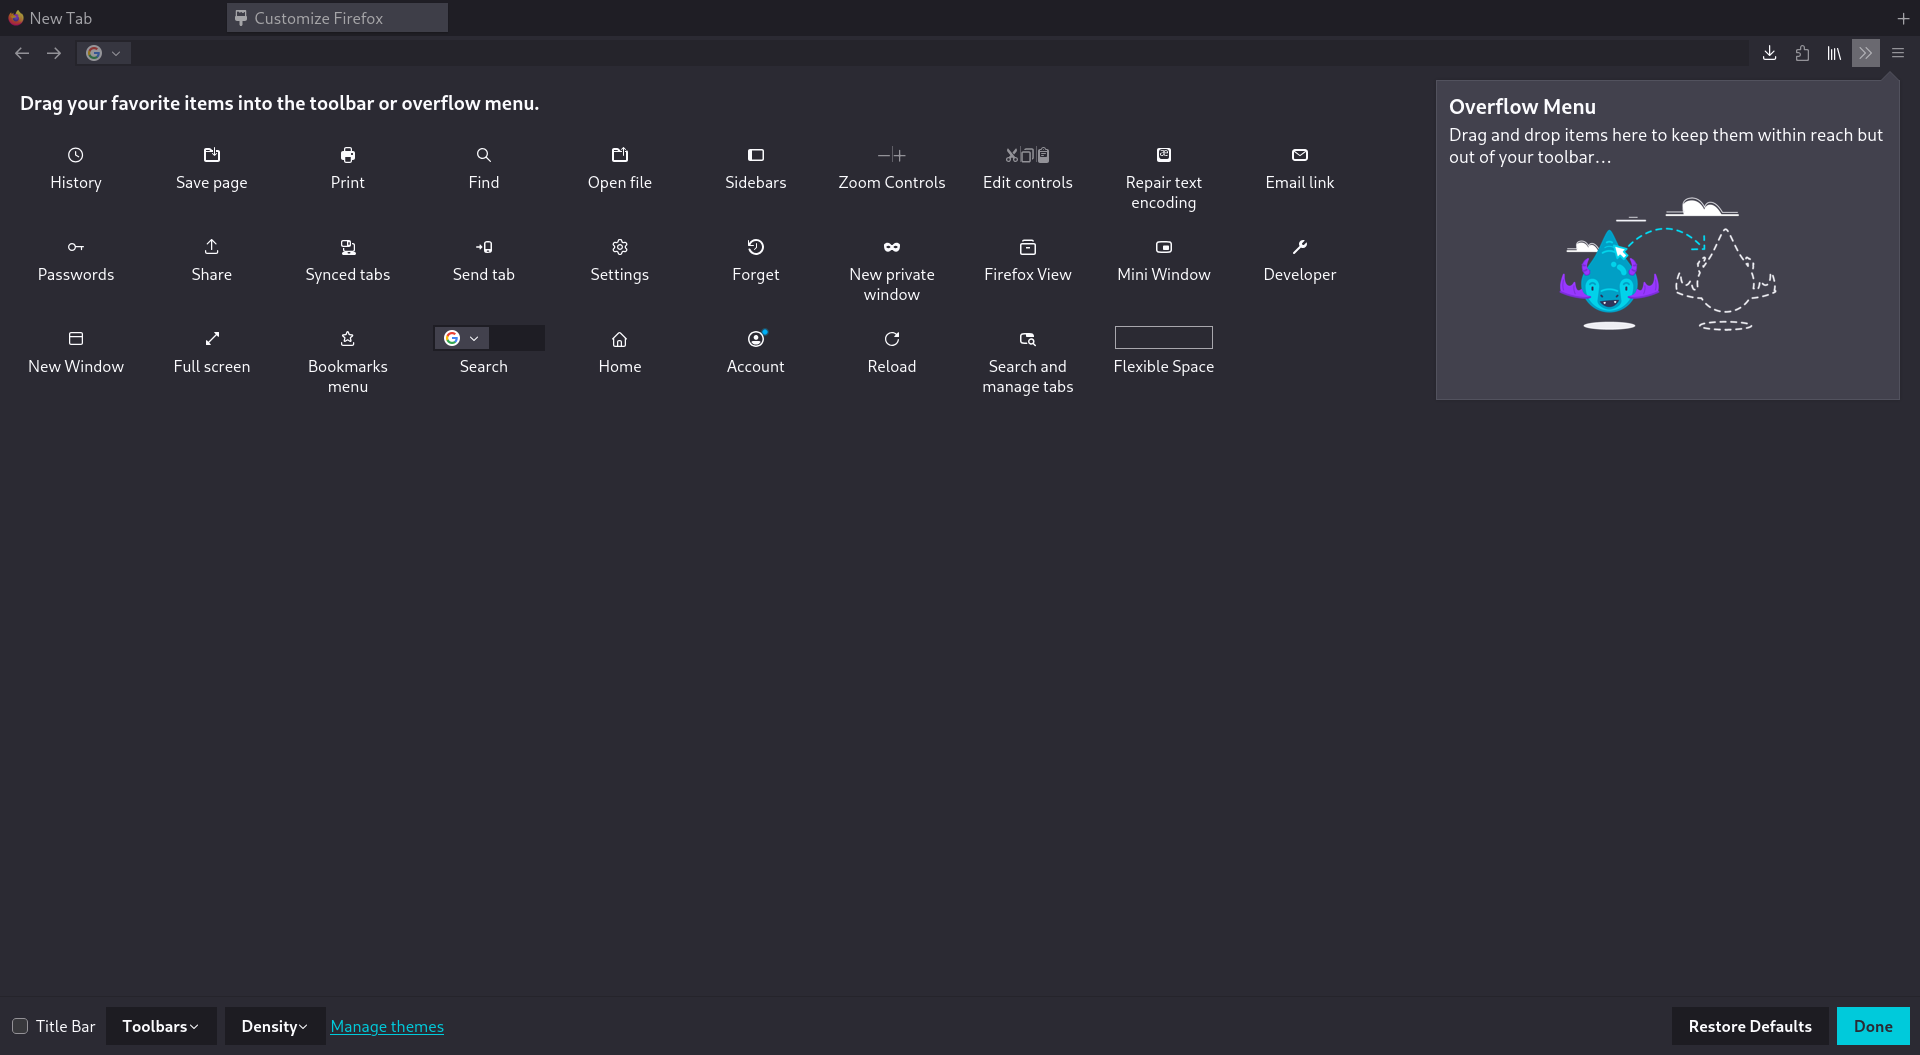 New Tab
Customize Firefox
Drag your favorite items into the toolbar or overflow menu.
History
Save page
Print
Find
Open file
Sidebars
Zoom Controls
Edit controls
Repair text
encoding
Email link
Passwords
Share
Synced tabs
Send tab
Settings
Forget
New private
window
Firefox View
Mini Window
Developer
New Window
Full screen
Bookmarks
menu
Search
Home
Account
Reload
Search and
manage tabs
Flexible Space
Overflow Menu
Drag and drop items here to keep them within reach but
out of your toolbar…
Title Bar
Toolbars
Density
Manage themes
Restore Defaults
Done